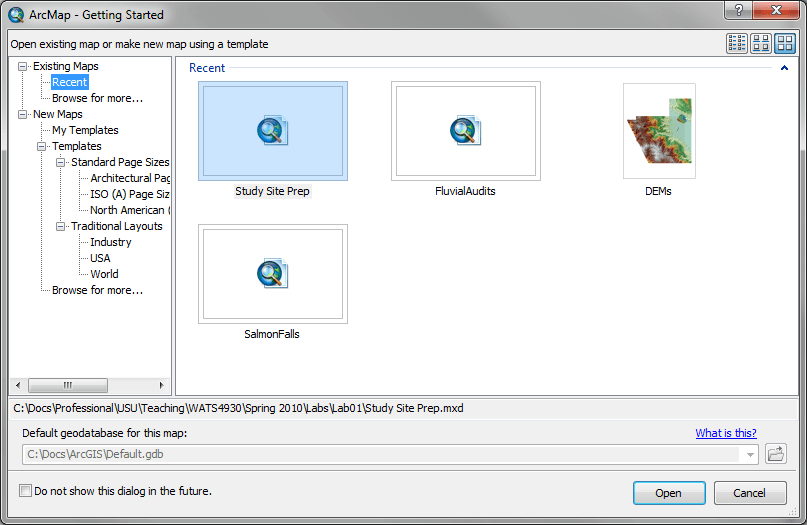 ArcMap - Getting Started
Open existing map or make new map using a template
Existing Maps
Recent
Browse for more...
New Maps
My Templates
Templates
Standard Page Sizes
Architectural Pag
ISO (A) Page Siz
North American (
Traditional Layouts
Industry
USA
World
Browse for more...
Recent
Study Site Prep
FluvialAudits
DEMs
SalmonFalls
C:\Docs\Professional\USU\Teaching\WATS4930\Spring 2010\Labs\Lab01\Study Site Prep.mxd
Default geodatabase for this map:
What is this?
C:\Docs\ArcGIS\Default.gdb
Do not show this dialog in the future.
Open
Cancel